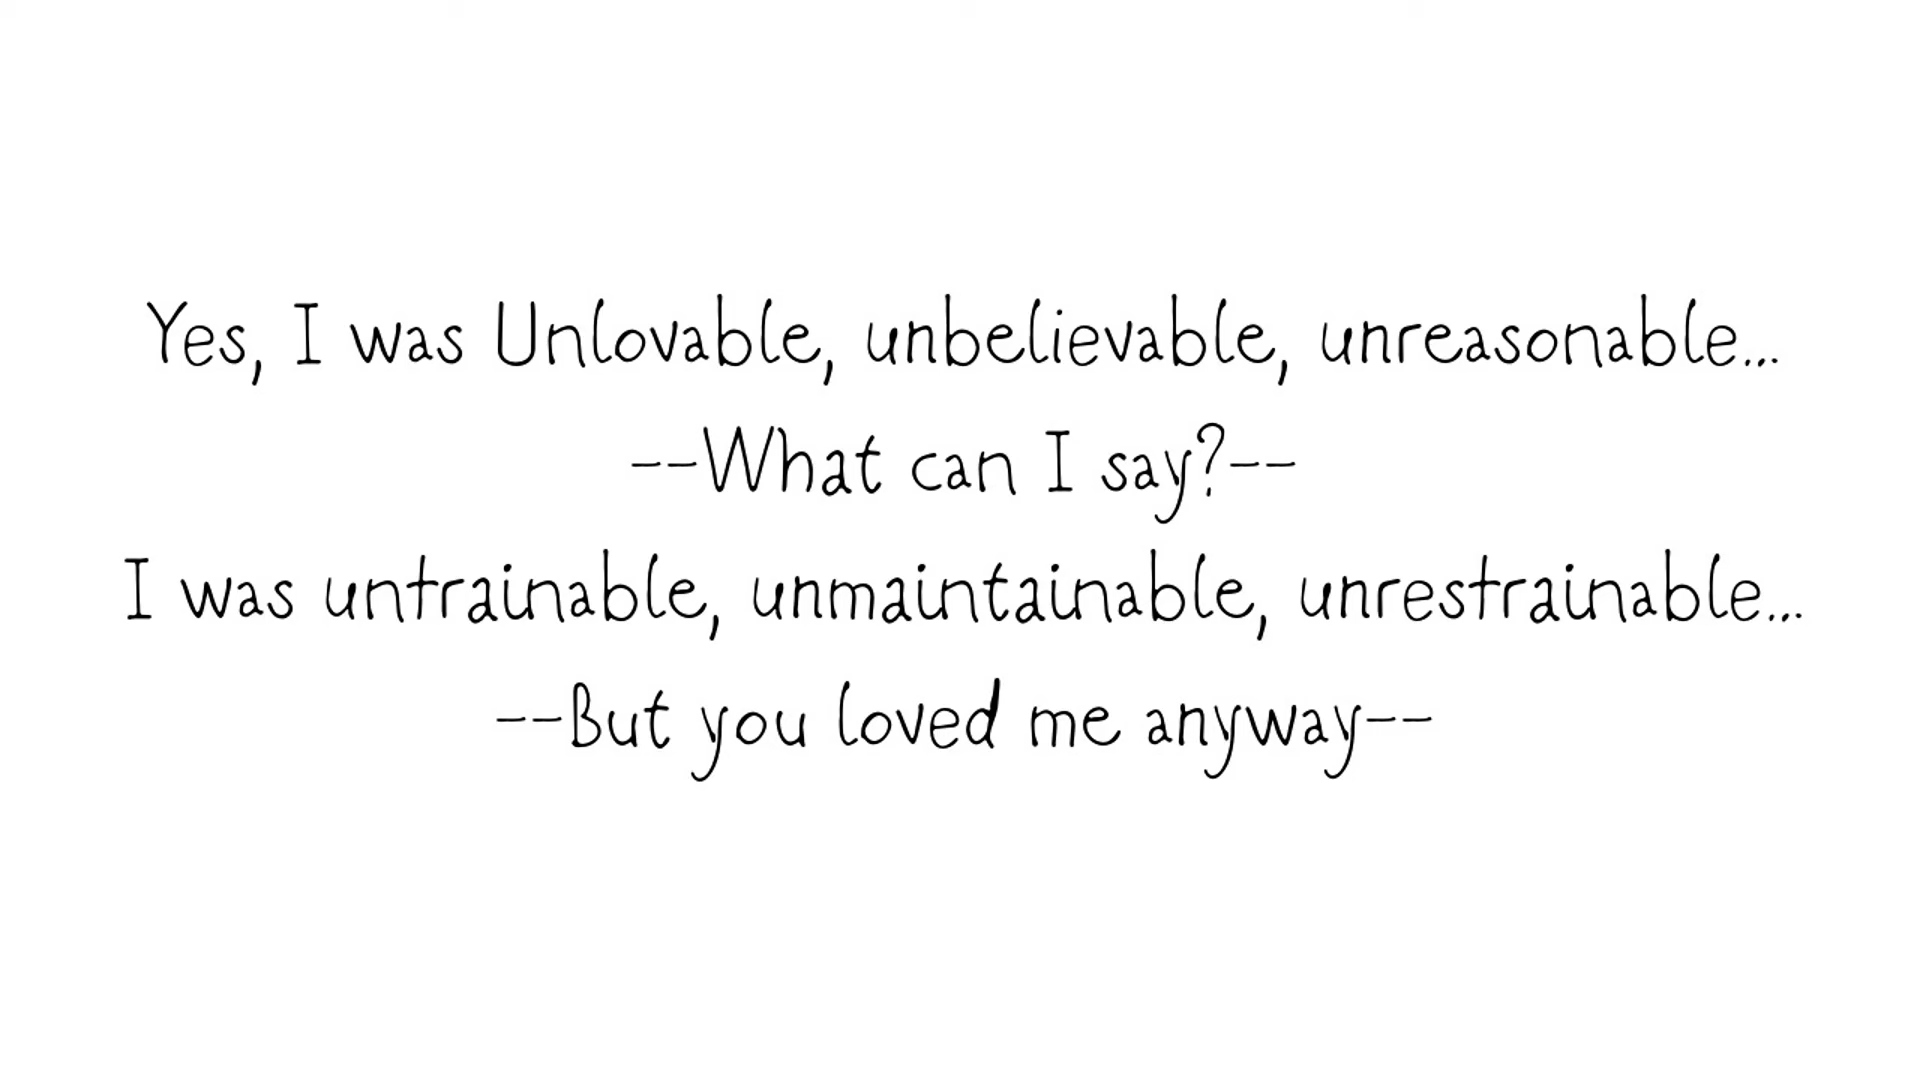 Yes, I was Unlovable, unbelievable, unreasonable...
--What can I say?--
I was untrainable, unmaintainable, unrestrainable...
--But you loved me anyway--